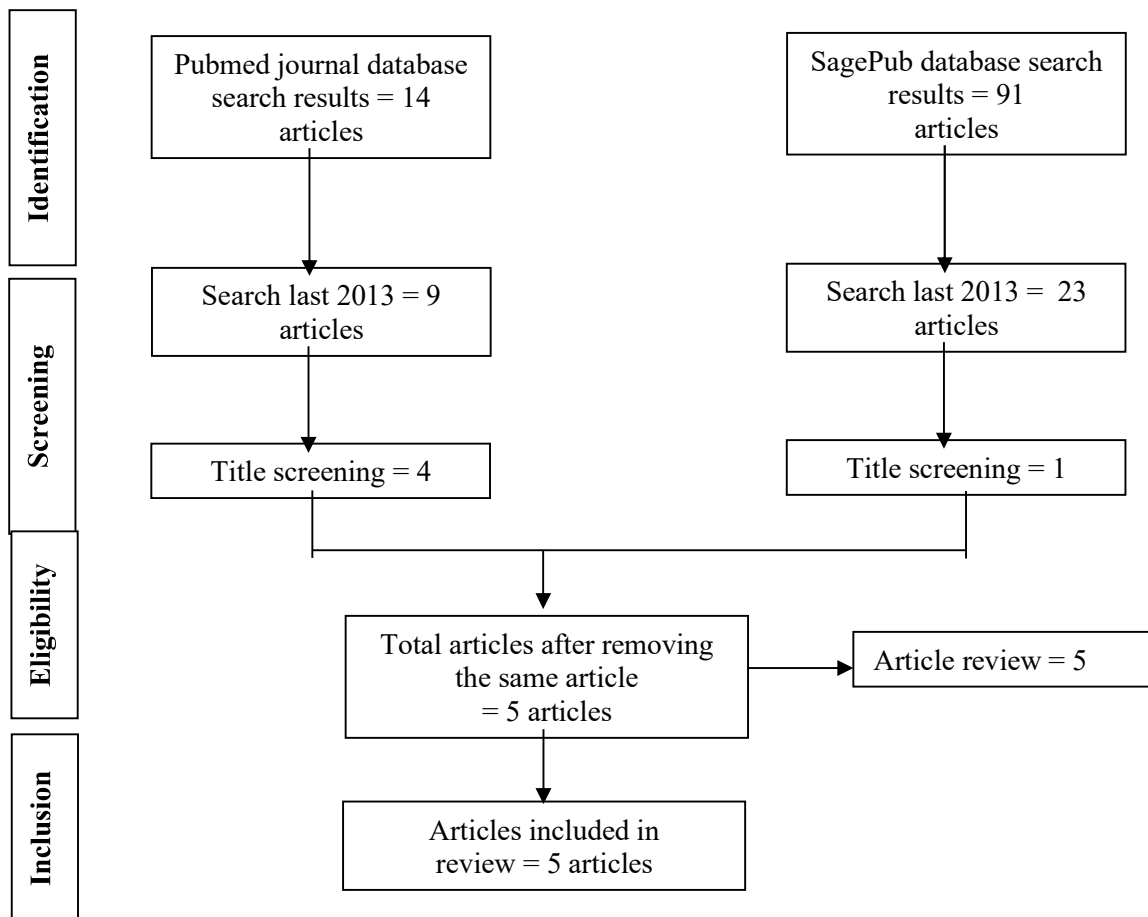 Identification
Pubmed journal database
search results = 14
articles
SagePub database search
results = 91
articles
Screening
Search last 2013 = 9
articles
Search last 2013 =  23
articles
Title screening = 4
Title screening = 1
Eligibility
Total articles after removing
the same article
= 5 articles
Article review = 5
Inclusion
Articles included in
review = 5 articles